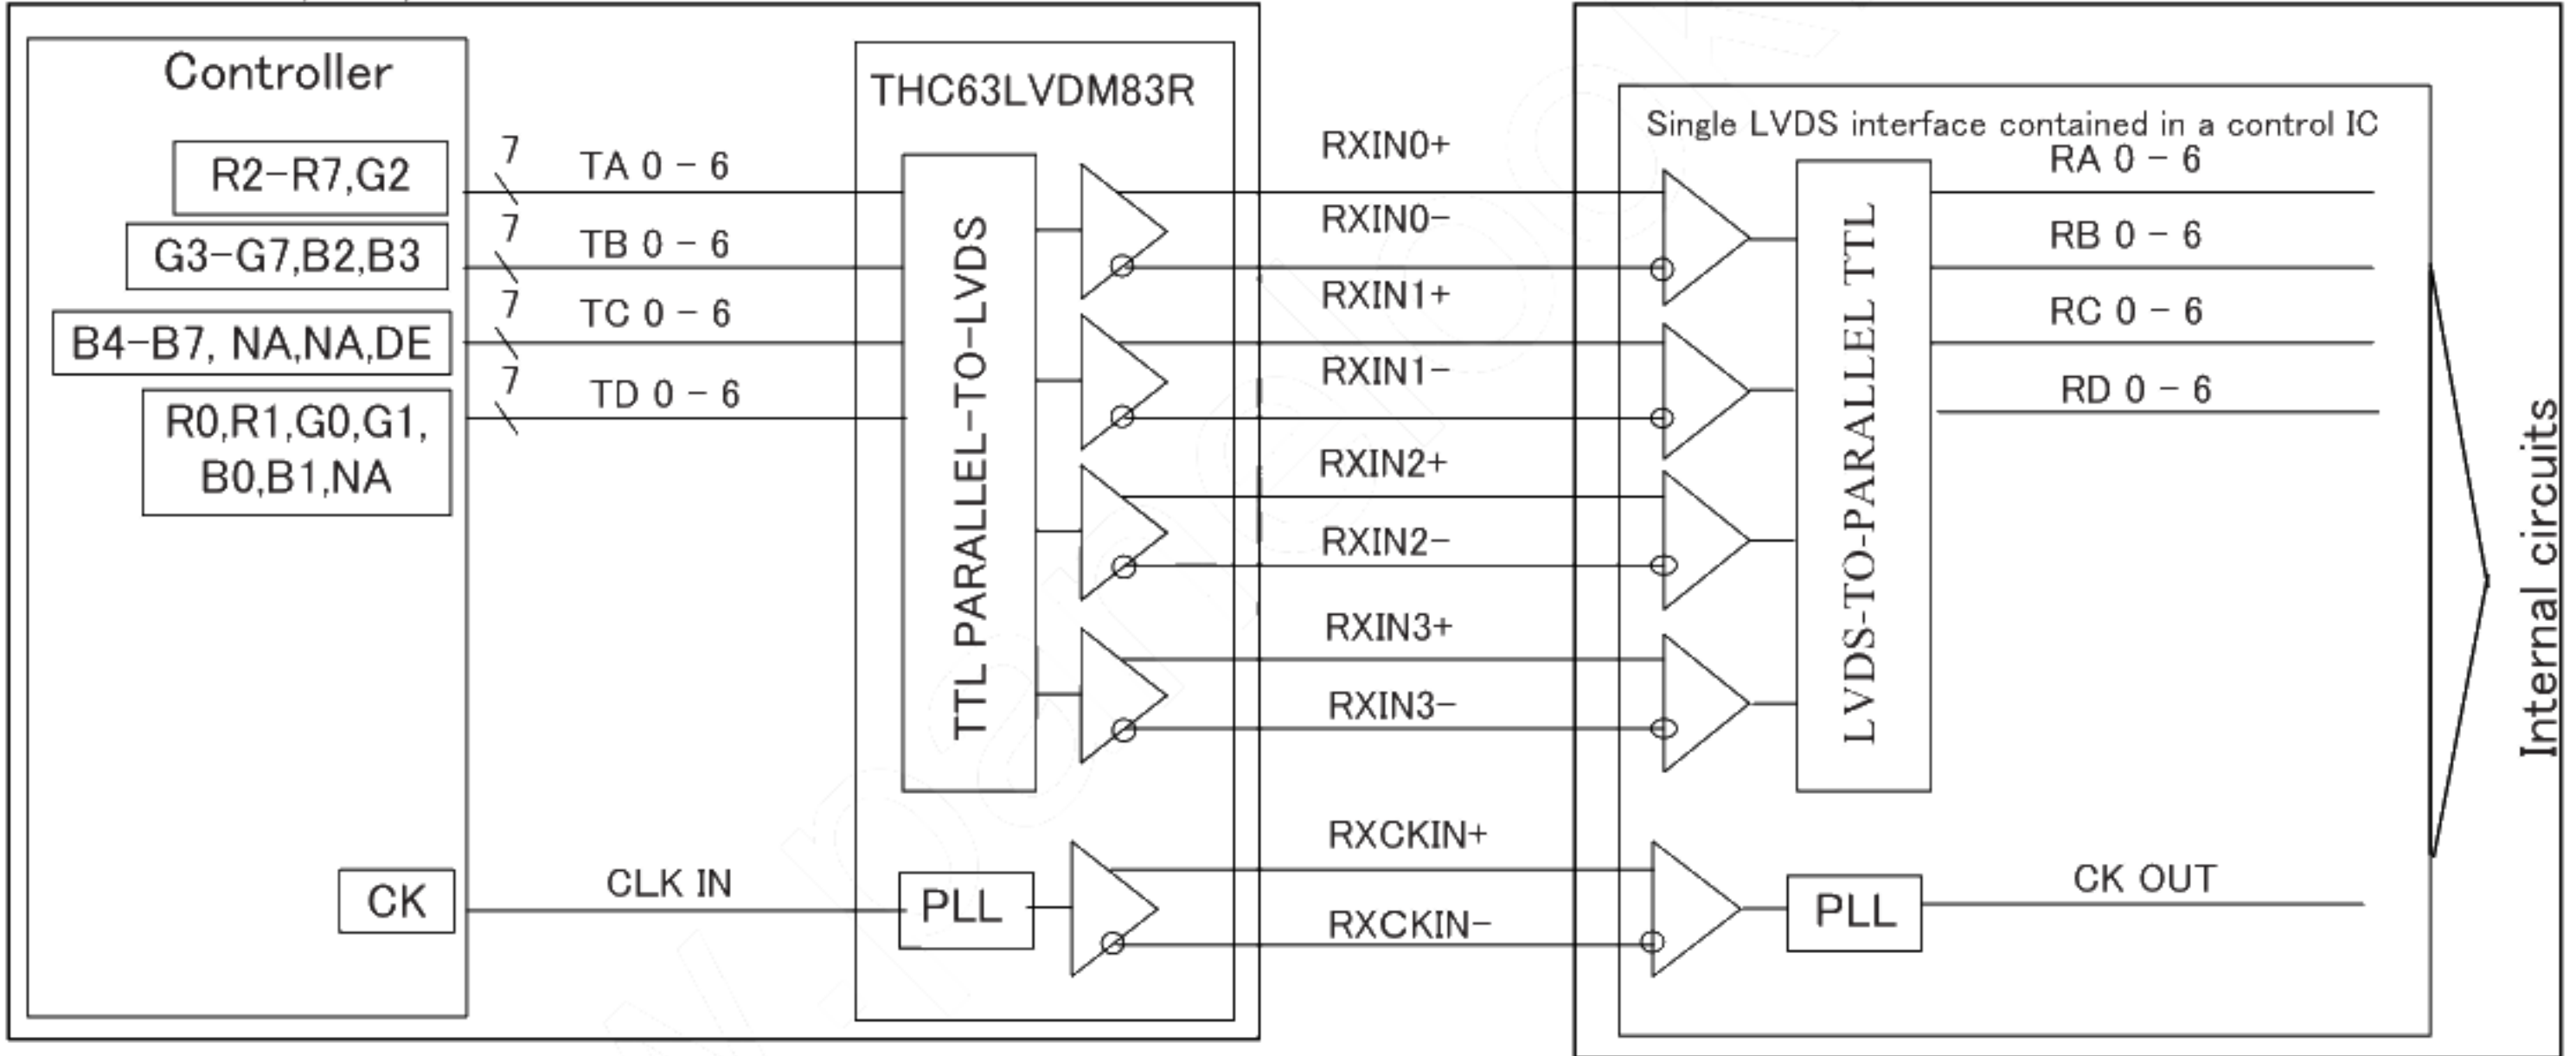 Controller
R2-R7,G2
G3-G7,B2,B3
B4-B7, NA,NA,DE
R0,R1,G0,G1,
B0,B1,NA
CK
7
TA 0 - 6
7
TB 0 - 6
7
TC 0 - 6
7
TD 0 - 6
CLK IN
THC63LVDM83R
TTL PARALLEL-TO-LVDS
PLL
RXIN0+
RXIN0-
RXIN1+
RXIN1-
RXIN2+
RXIN2-
RXIN3+
RXIN3-
RXCKIN+
RXCKIN-
Single LVDS interface contained in a control IC
LVDS-TO-PARALLEL TTL
PLL
RA 0 - 6
RB 0 - 6
RC 0 - 6
RD 0 - 6
CK OUT
Internal circuits